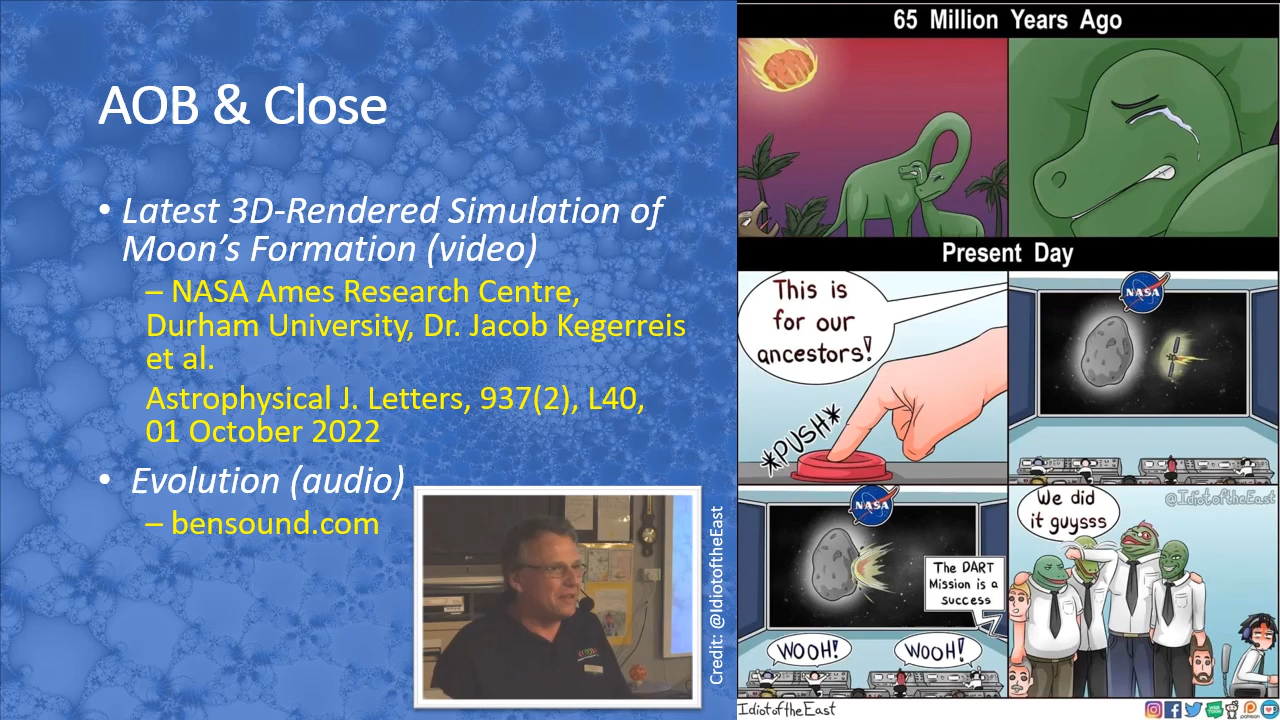 AOB & Close
• Latest 3D-Rendered Simulation of
Moon's Formation (video)
– NASA Ames Research Centre,
Durham University, Dr. Jacob Kegerreis
et al.
Astrophysical J. Letters, 937(2), L40,
01 October 2022
• Evolution (audio)
– bensound.com
Credit: @IdiotoftheEast
65 Million Years Ago
Present Day
This is
for our
ancestors!
*PUSH*
NASA
NASA
The DART
Mission is a
success
WOOH!
WOOH!
We did
it guysss
@IdiotoftheEast
IdiotoftheEast